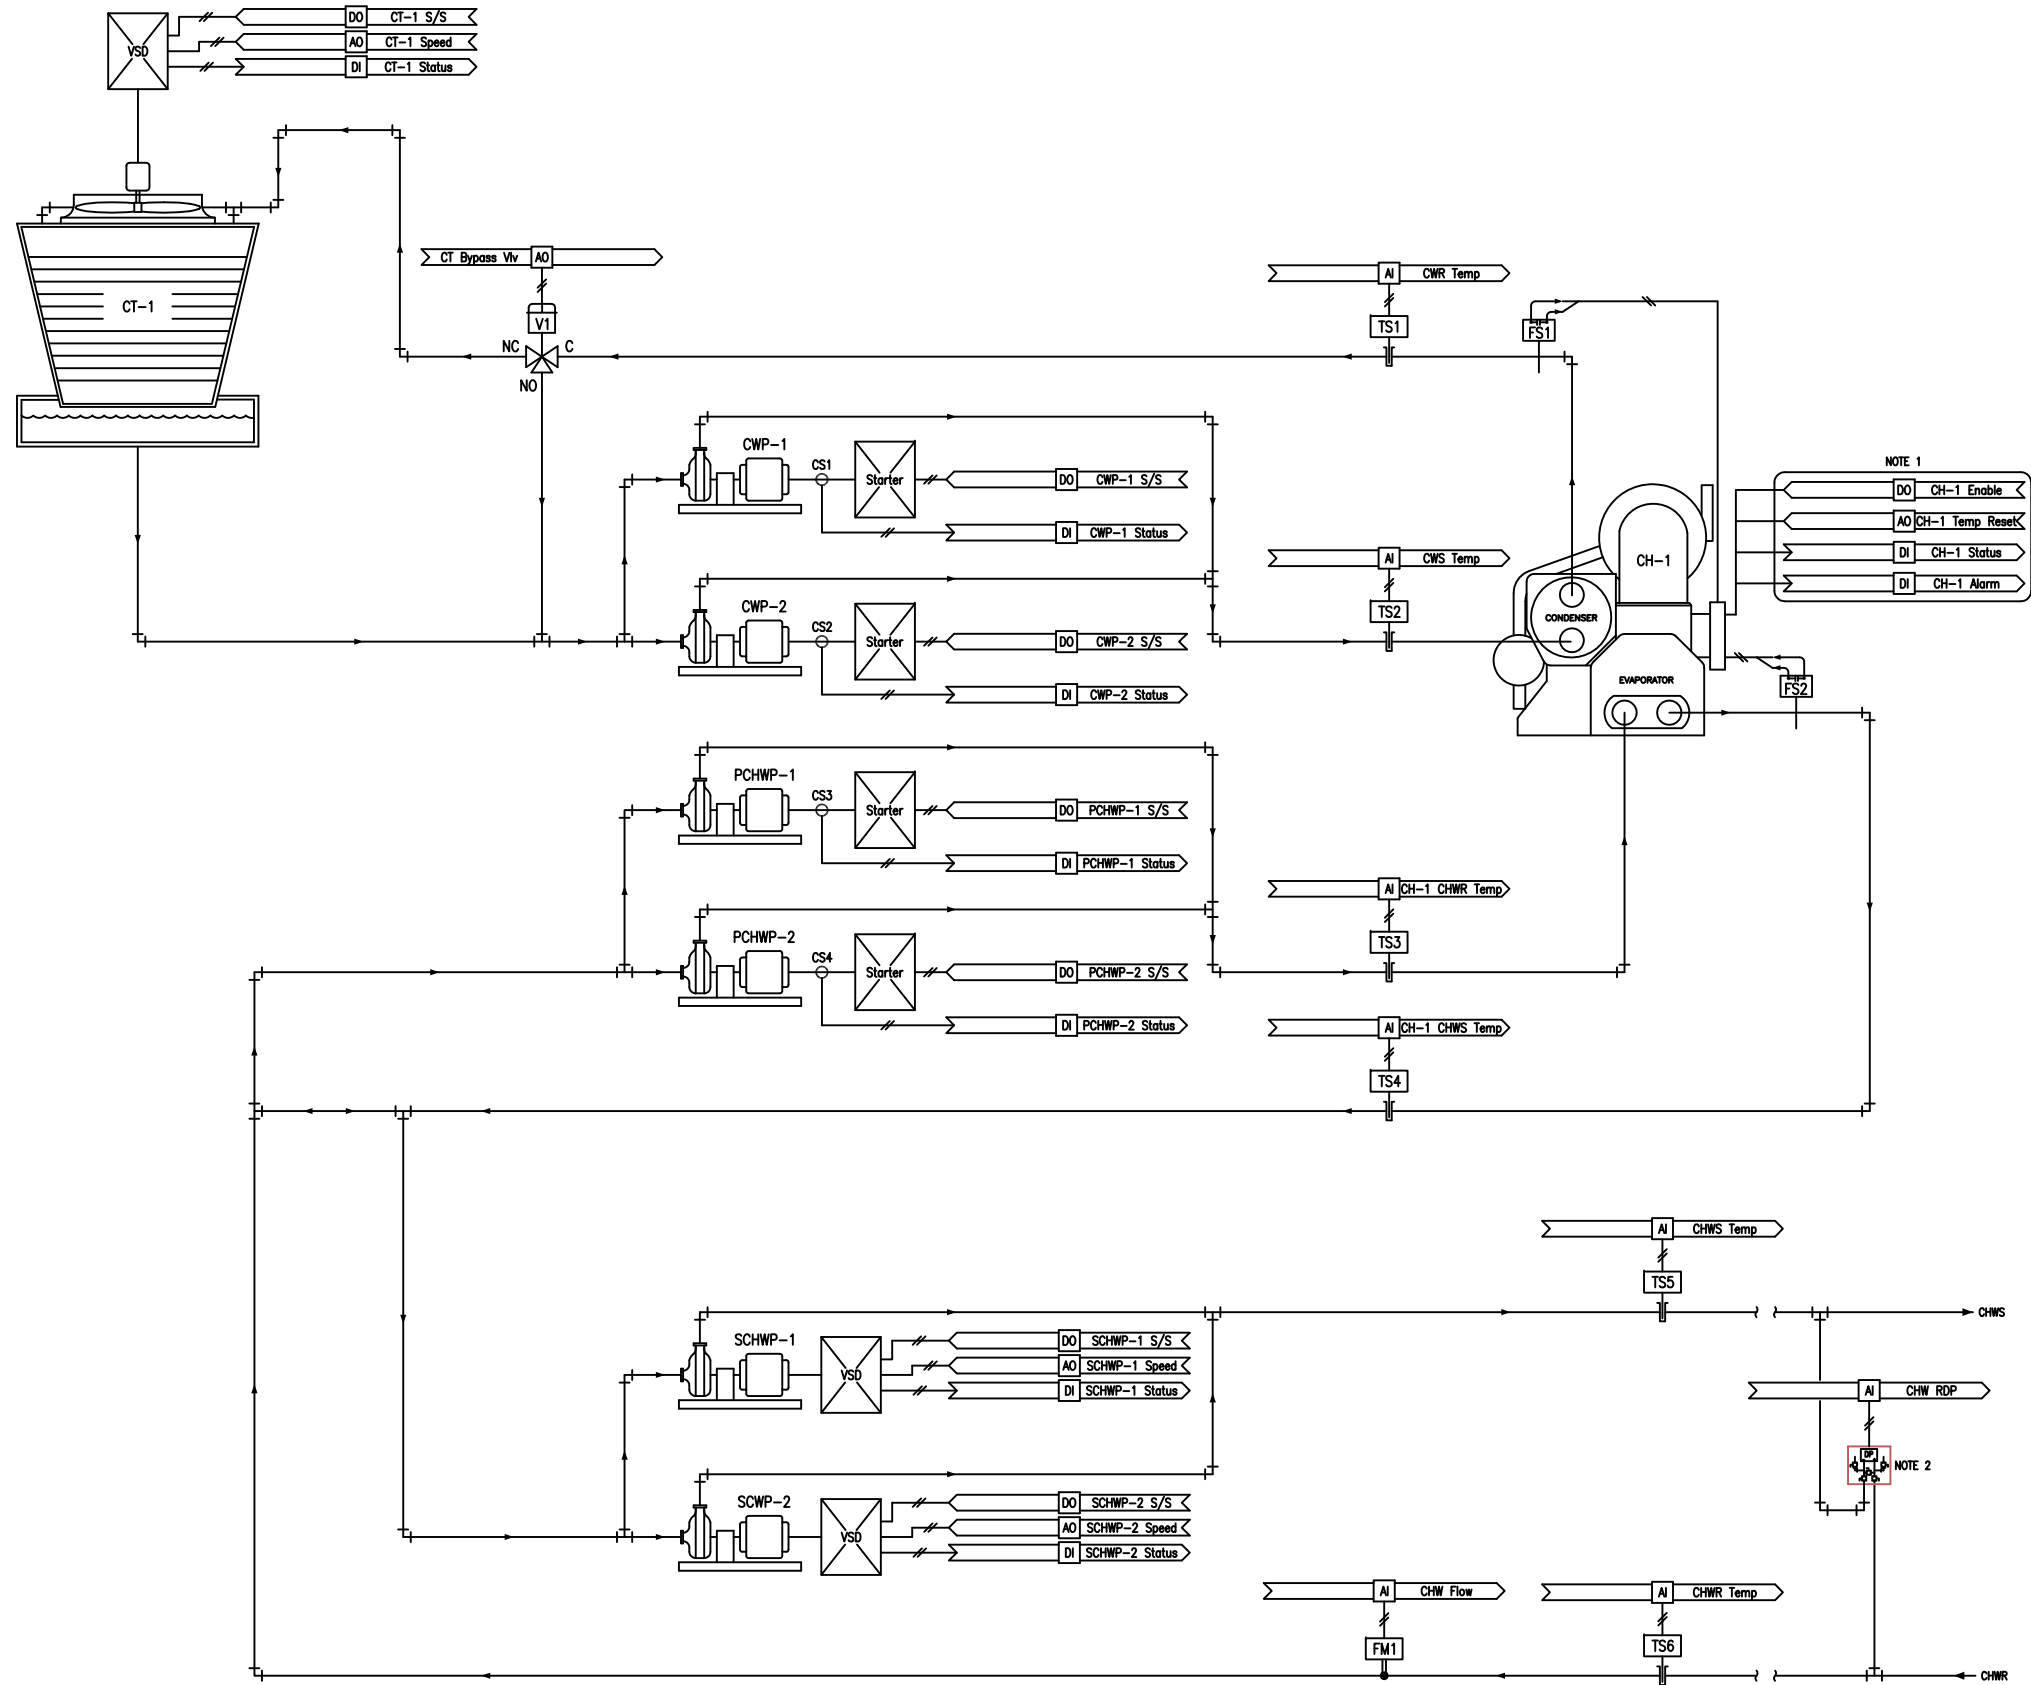 DO CT-1 S/S
VSD AO CT-1 Speed
DI CT-1 Status
CT Bypass Vlv AO
AI CWR Temp
CT-1
V1
TS1
FS1
NC C
NO
CWP-1
CS1
NOTE 1
Starter DO CWP-1 S/S
DO CH-1 Enable
AO CH-1 Temp Reset
DI CWP-1 Status
DI CH-1 Status
AI CWS Temp
CH-1
DI CH-1 Alarm
CWP-2
TS2
CONDENSER
CS2
Starter DO CWP-2 S/S
EVAPORATOR
FS2
DI CWP-2 Status
PCHWP-1
CS3
Starter DO PCHWP-1 S/S
DI PCHWP-1 Status
AI CH-1 CHWR Temp
PCHWP-2
TS3
CS4
Starter DO PCHWP-2 S/S
DI PCHWP-2 Status
AI CH-1 CHWS Temp
TS4
AI CHWS Temp
TS5
CHWS
SCHWP-1
DO SCHWP-1 S/S
AO SCHWP-1 Speed
VSD
DI SCHWP-1 Status
AI CHW RDP
DP
NOTE 2
SCWP-2
DO SCHWP-2 S/S
AO SCHWP-2 Speed
VSD
DI SCHWP-2 Status
AI CHW Flow
AI CHWR Temp
FM1
TS6
CHWR